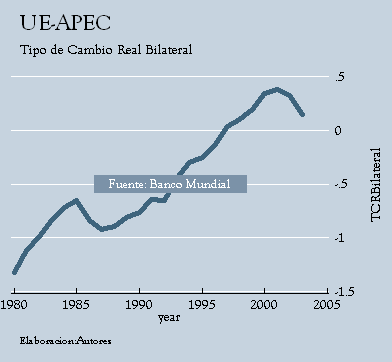 UE-APEC
Tipo de Cambio Real Bilateral
.5
0
-.5
-1
-1.5
TCRBilateral
Fuente: Banco Mundial
1980 1985 1990 1995 2000 2005
year
Elaboracion:Autores